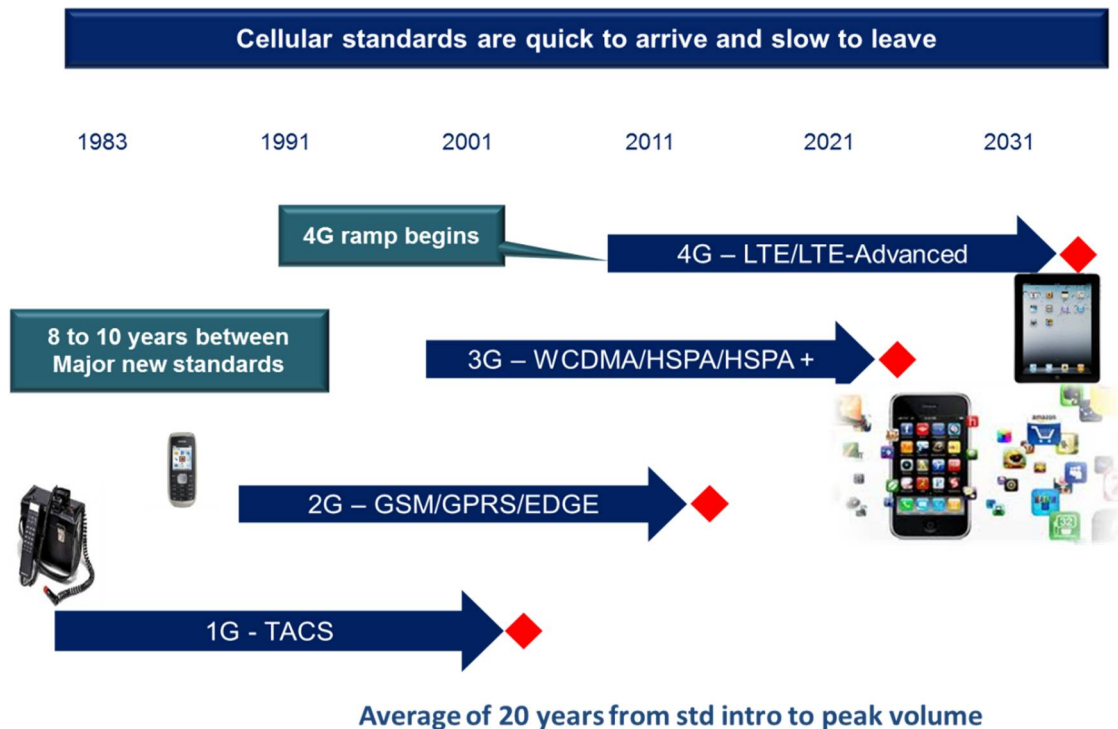 Cellular standards are quick to arrive and slow to leave
1983 1991 2001 2011 2021 2031
4G ramp begins
4G – LTE/LTE-Advanced
8 to 10 years between
Major new standards
3G – WCDMA/HSPA/HSPA +
amazon
2G – GSM/GPRS/EDGE
32
1G - TACS
Average of 20 years from std intro to peak volume